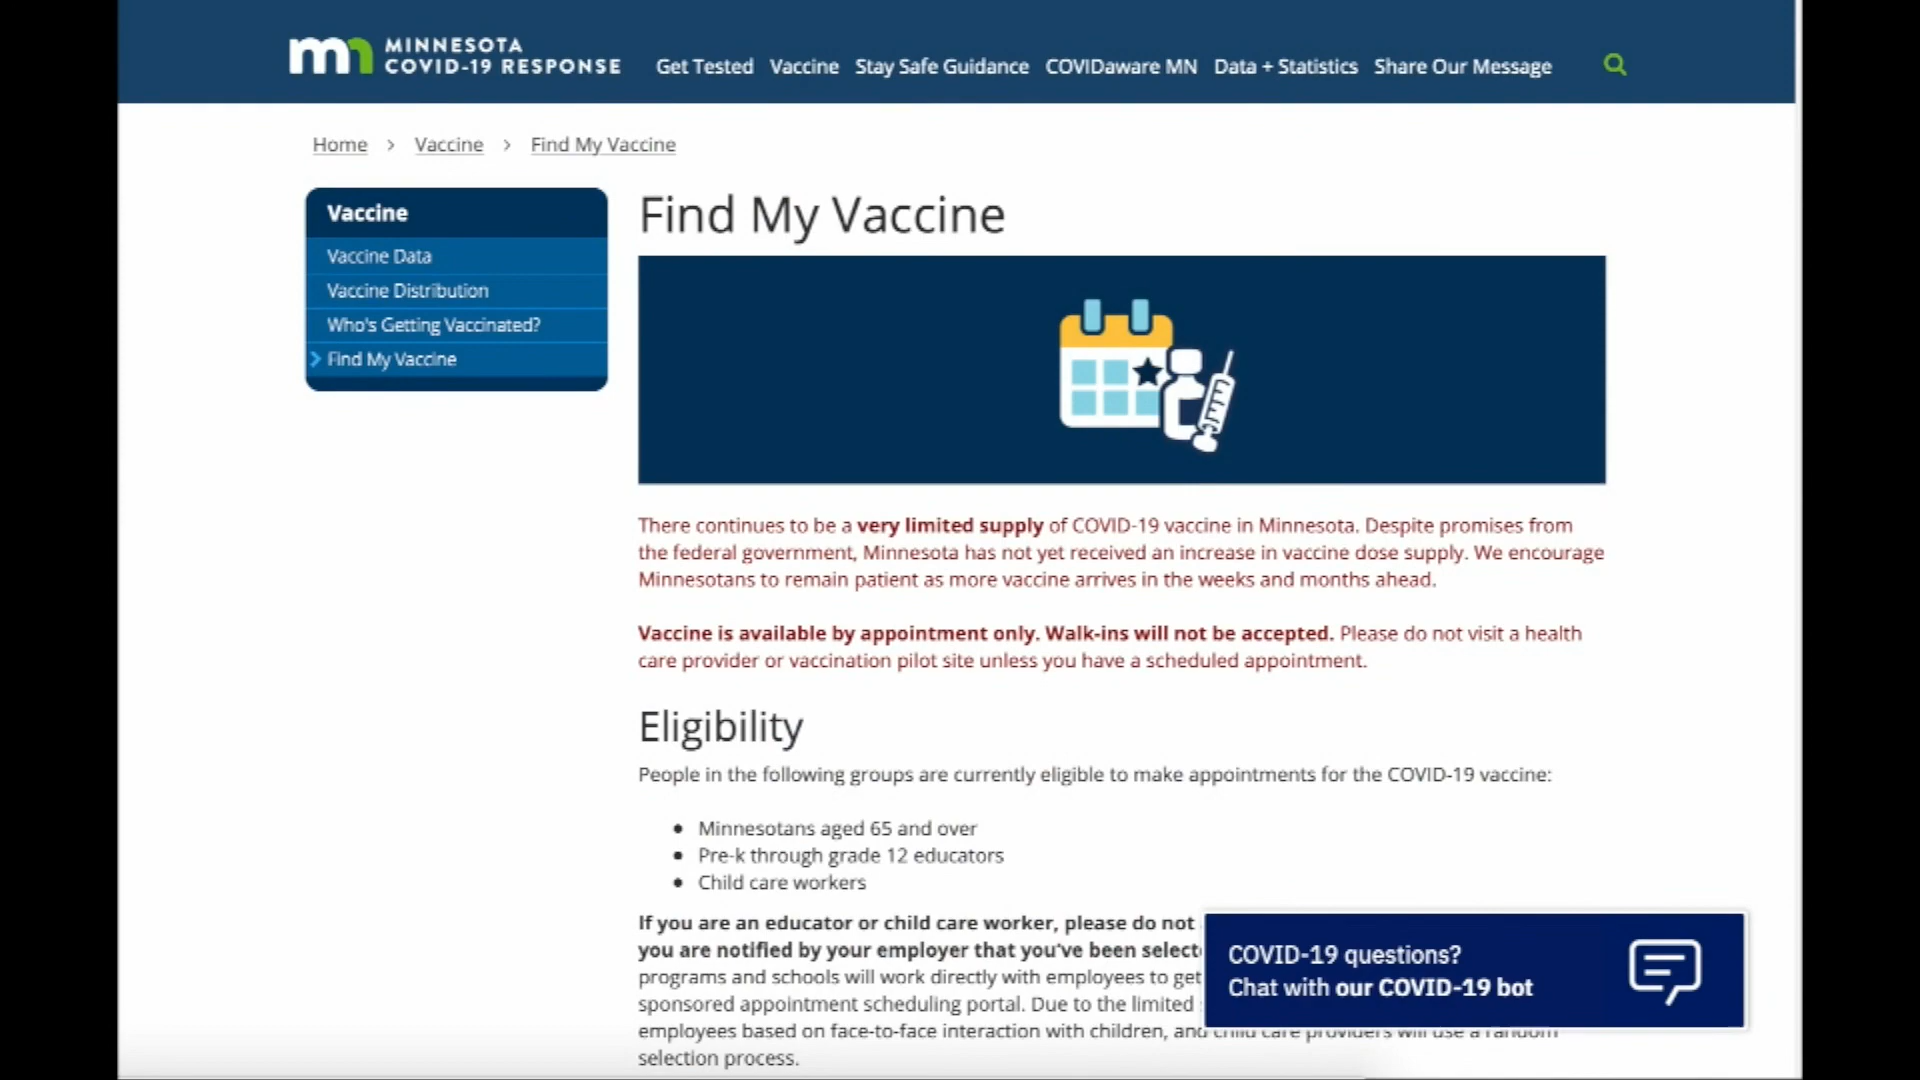 MINNESOTA
COVID-19 RESPONSE
Get Tested Vaccine Stay Safe Guidance COVIDaware MN Data + Statistics Share Our Message
Home > Vaccine > Find My Vaccine
Vaccine
Vaccine Data
Vaccine Distribution
Who's Getting Vaccinated?
Find My Vaccine
Find My Vaccine
There continues to be a very limited supply of COVID-19 vaccine in Minnesota. Despite promises from
the federal government, Minnesota has not yet received an increase in vaccine dose supply. We encourage
Minnesotans to remain patient as more vaccine arrives in the weeks and months ahead.
Vaccine is available by appointment only. Walk-ins will not be accepted. Please do not visit a health
care provider or vaccination pilot site unless you have a scheduled appointment.
Eligibility
People in the following groups are currently eligible to make appointments for the COVID-19 vaccine:
• Minnesotans aged 65 and over
• Pre-k through grade 12 educators
• Child care workers
If you are an educator or child care worker, please do not
you are notified by your employer that you've been select
programs and schools will work directly with employees to get
sponsored appointment scheduling portal. Due to the limited
employees based on face-to-face interaction with children, and child care providers will use a random
selection process.
COVID-19 questions?
Chat with our COVID-19 bot